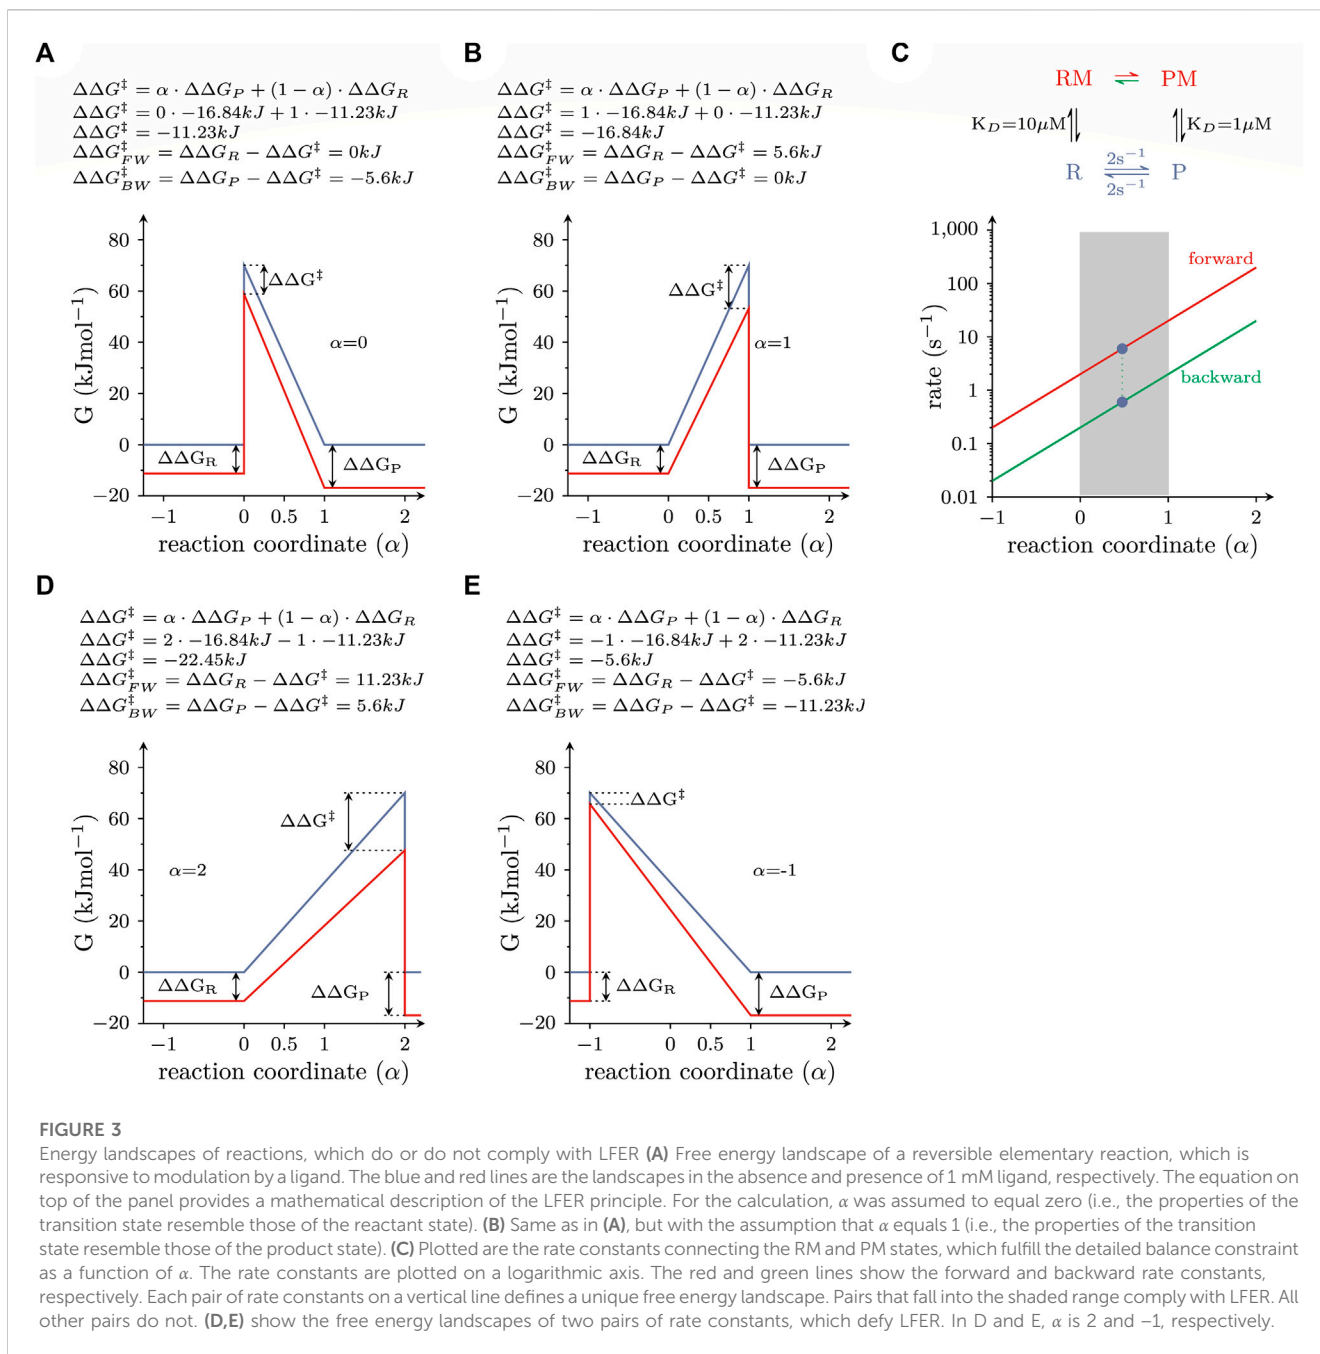 A
ΔΔG‡ = α · ΔΔG_P + (1 − α) · ΔΔG_R
ΔΔG‡ = 0 · −16.84kJ + 1 · −11.23kJ
ΔΔG‡ = −11.23kJ
ΔΔG‡_FW = ΔΔG_R − ΔΔG‡ = 0kJ
ΔΔG‡_BW = ΔΔG_P − ΔΔG‡ = −5.6kJ
80
60
40
20
0
−20
G (kJmol⁻¹)
ΔΔG‡
α=0
ΔΔG_R
ΔΔG_P
−1 0 0.5 1 2
reaction coordinate (α)
B
ΔΔG‡ = α · ΔΔG_P + (1 − α) · ΔΔG_R
ΔΔG‡ = 1 · −16.84kJ + 0 · −11.23kJ
ΔΔG‡ = −16.84kJ
ΔΔG‡_FW = ΔΔG_R − ΔΔG‡ = 5.6kJ
ΔΔG‡_BW = ΔΔG_P − ΔΔG‡ = 0kJ
80
60
40
20
0
−20
G (kJmol⁻¹)
ΔΔG‡
α=1
ΔΔG_R
ΔΔG_P
−1 0 0.5 1 2
reaction coordinate (α)
C
RM ⇌ PM
K_D=10μM
K_D=1μM
R 2s⁻¹ ⇌ 2s⁻¹ P
1,000
100
10
1
0.1
0.01
rate (s⁻¹)
forward
backward
−1 0 1 2
reaction coordinate (α)
D
ΔΔG‡ = α · ΔΔG_P + (1 − α) · ΔΔG_R
ΔΔG‡ = 2 · −16.84kJ − 1 · −11.23kJ
ΔΔG‡ = −22.45kJ
ΔΔG‡_FW = ΔΔG_R − ΔΔG‡ = 11.23kJ
ΔΔG‡_BW = ΔΔG_P − ΔΔG‡ = 5.6kJ
80
60
40
20
0
−20
G (kJmol⁻¹)
ΔΔG‡
α=2
ΔΔG_R
ΔΔG_P
−1 0 0.5 1 2
reaction coordinate (α)
E
ΔΔG‡ = α · ΔΔG_P + (1 − α) · ΔΔG_R
ΔΔG‡ = −1 · −16.84kJ + 2 · −11.23kJ
ΔΔG‡ = −5.6kJ
ΔΔG‡_FW = ΔΔG_R − ΔΔG‡ = −5.6kJ
ΔΔG‡_BW = ΔΔG_P − ΔΔG‡ = −11.23kJ
80
60
40
20
0
−20
G (kJmol⁻¹)
ΔΔG‡
α=-1
ΔΔG_R
ΔΔG_P
−1 0 0.5 1 2
reaction coordinate (α)
FIGURE 3
Energy landscapes of reactions, which do or do not comply with LFER (A) Free energy landscape of a reversible elementary reaction, which is
responsive to modulation by a ligand. The blue and red lines are the landscapes in the absence and presence of 1 mM ligand, respectively. The equation on
top of the panel provides a mathematical description of the LFER principle. For the calculation, α was assumed to equal zero (i.e., the properties of the
transition state resemble those of the reactant state). (B) Same as in (A), but with the assumption that α equals 1 (i.e., the properties of the transition
state resemble those of the product state). (C) Plotted are the rate constants connecting the RM and PM states, which fulfill the detailed balance constraint
as a function of α. The rate constants are plotted on a logarithmic axis. The red and green lines show the forward and backward rate constants,
respectively. Each pair of rate constants on a vertical line defines a unique free energy landscape. Pairs that fall into the shaded range comply with LFER. All
other pairs do not. (D,E) show the free energy landscapes of two pairs of rate constants, which defy LFER. In D and E, α is 2 and −1, respectively.